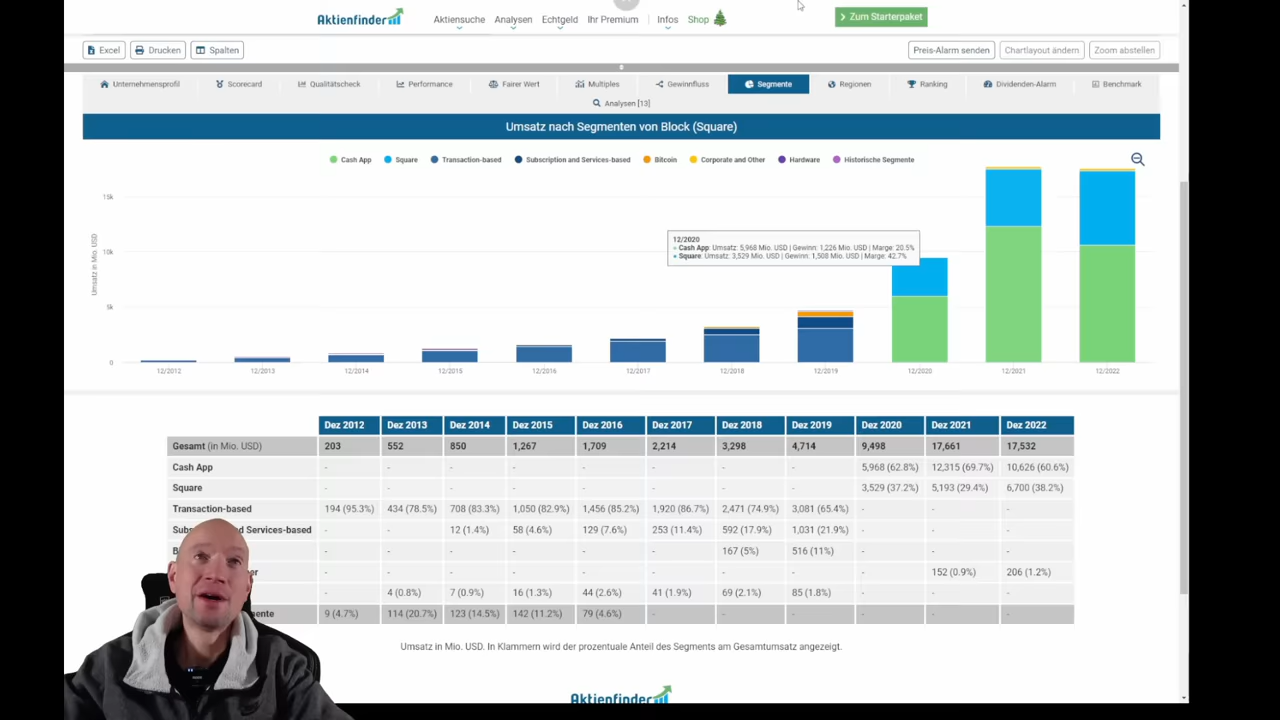 Aktienfinder Aktiensuche Analysen Echtgeld Ihr Premium Infos Shop Zum Starterpaket
Excel Drucken Spalten Preis-Alarm senden Chartlayout ändern Zoom abstellen
Unternehmensprofil Scorecard Qualitätscheck Performance Fairer Wert Multiples Gewinnfluss Segmente Regionen Ranking Dividenden-Alarm Benchmark
Analysen [13]
Umsatz nach Segmenten von Block (Square)
Cash App Square Transaction-based Subscription and Services-based Bitcoin Corporate and Other Hardware Historische Segmente
Umsatz in Mio. USD
15k
10k
5k
0
12/2020
Cash App: Umsatz: 5,968 Mio. USD | Gewinn: 1,226 Mio. USD | Marge: 20.5%
Square: Umsatz: 3,529 Mio. USD | Gewinn: 1,508 Mio. USD | Marge: 42.7%
12/2012 12/2013 12/2014 12/2015 12/2016 12/2017 12/2018 12/2019 12/2020 12/2021 12/2022
Dez 2012 Dez 2013 Dez 2014 Dez 2015 Dez 2016 Dez 2017 Dez 2018 Dez 2019 Dez 2020 Dez 2021 Dez 2022
Gesamt (in Mio. USD) 203 552 850 1,267 1,709 2,214 3,298 4,714 9,498 17,661 17,532
Cash App - - - - - - - - 5,968 (62.8%) 12,315 (69.7%) 10,626 (60.6%)
Square - - - - - - - - 3,529 (37.2%) 5,193 (29.4%) 6,700 (38.2%)
Transaction-based 194 (95.3%) 434 (78.5%) 708 (83.3%) 1,050 (82.9%) 1,456 (85.2%) 1,920 (86.7%) 2,471 (74.9%) 3,081 (65.4%) - - -
Services-based - - 12 (1.4%) 58 (4.6%) 129 (7.6%) 253 (11.4%) 592 (17.9%) 1,031 (21.9%) - - -
- - - - - - 167 (5%) 516 (11%) - - -
- - - - - - - - - 152 (0.9%) 206 (1.2%)
- 4 (0.8%) 7 (0.9%) 16 (1.3%) 44 (2.6%) 41 (1.9%) 69 (2.1%) 85 (1.8%) - - -
9 (4.7%) 114 (20.7%) 123 (14.5%) 142 (11.2%) 79 (4.6%) - - - - - -
Umsatz in Mio. USD. In Klammern wird der prozentuale Anteil des Segments am Gesamtumsatz angezeigt.
Aktienfinder